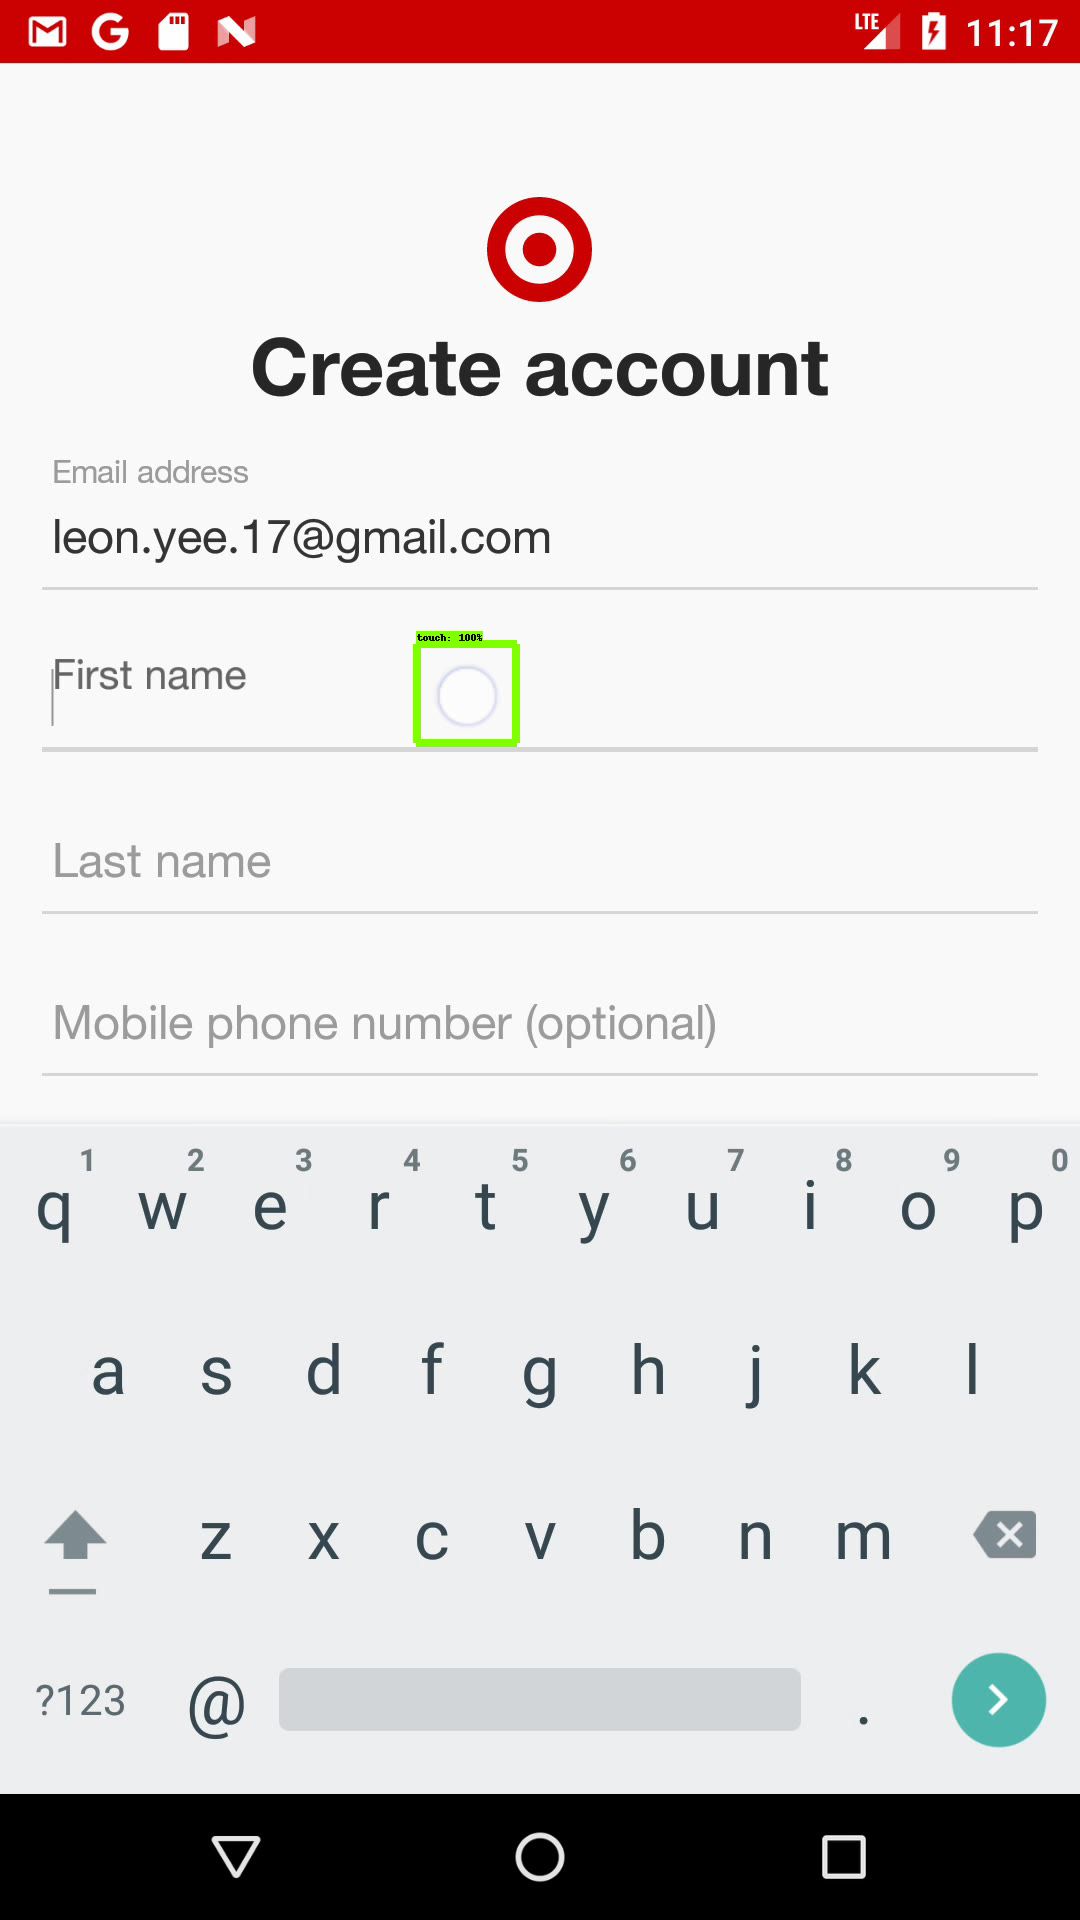 LTE 11:17
Create account
Email address
leon.yee.17@gmail.com
touch: 100%
First name
Last name
Mobile phone number (optional)
1 2 3 4 5 6 7 8 9 0
q w e r t y u i o p
a s d f g h j k l
z x c v b n m
?123 @ .